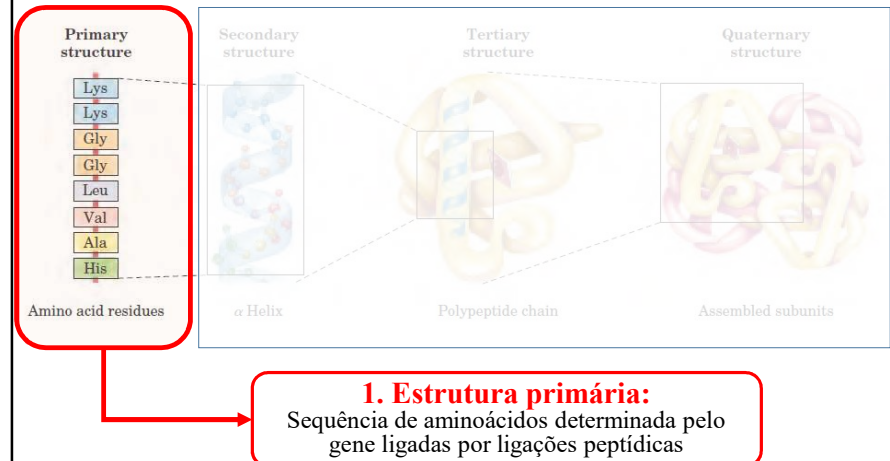 Primary
structure
Secondary
structure
Tertiary
structure
Quaternary
structure
Lys
Lys
Gly
Gly
Leu
Val
Ala
His
Amino acid residues
α Helix
Polypeptide chain
Assembled subunits
1. Estrutura primária:
Sequência de aminoácidos determinada pelo
gene ligadas por ligações peptídicas